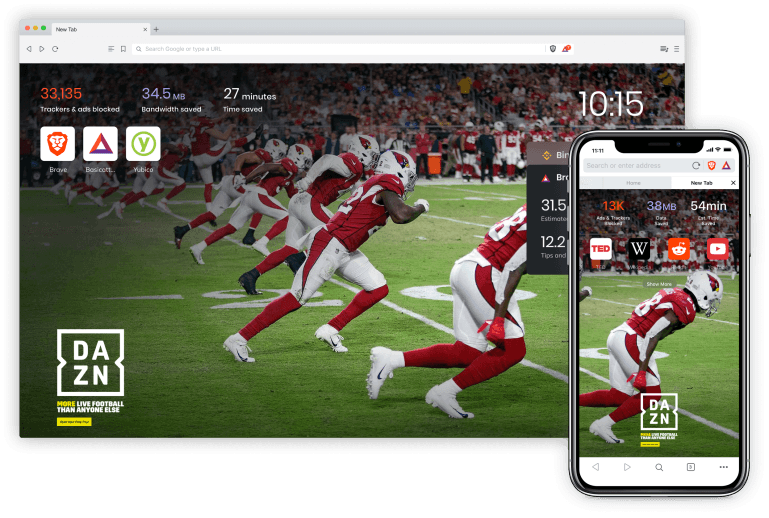 New Tab
Search Google or type a URL
33,135
Trackers & ads blocked
34.5 MB
Bandwidth saved
27 minutes
Time saved
10:15
Brave
Yubico
Bin
Bra
31.5
Estimate
12.2
Tips and
DA
ZN
MORE LIVE FOOTBALL
THAN ANYONE ELSE
11:11
Search or enter address
Home
New Tab
13K
Ads & Trackers
Blocked
38MB
Data
Saved
54min
Est. Time
Saved
TED
W
Show More
DA
ZN
MORE LIVE FOOTBALL
THAN ANYONE ELSE